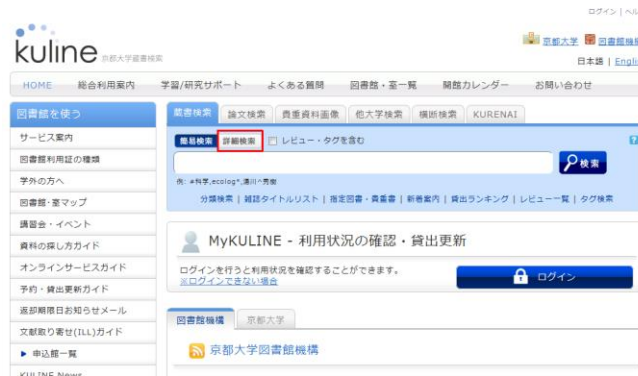 ログイン | ヘル
京都大学 図書館機構
kuline 京都大学蔵書検索
日本語 | Englis
HOME 総合利用案内 学習/研究サポート よくある質問 図書館・室一覧 開館カレンダー お問い合わせ
図書館を使う
サービス案内
図書館利用証の種類
学外の方へ
図書館・室マップ
講習会・イベント
資料の探し方ガイド
オンラインサービスガイド
予約・貸出更新ガイド
返却期限日お知らせメール
文献取り寄せ(ILL)ガイド
▶ 申込館一覧
KULINE News
蔵書検索 論文検索 貴重資料画像 他大学検索 横断検索 KURENAI
簡易検索 詳細検索 レビュー・タグを含む ?
検索
例: #科学,ecolog*,湯川^秀樹
分類検索 | 雑誌タイトルリスト | 指定図書・貴重書 | 新着案内 | 貸出ランキング | レビュー一覧 | タグ検索
MyKULINE - 利用状況の確認・貸出更新
ログインを行うと利用状況を確認することができます。
※ログインできない場合
ログイン
図書館機構 京都大学
京都大学図書館機構